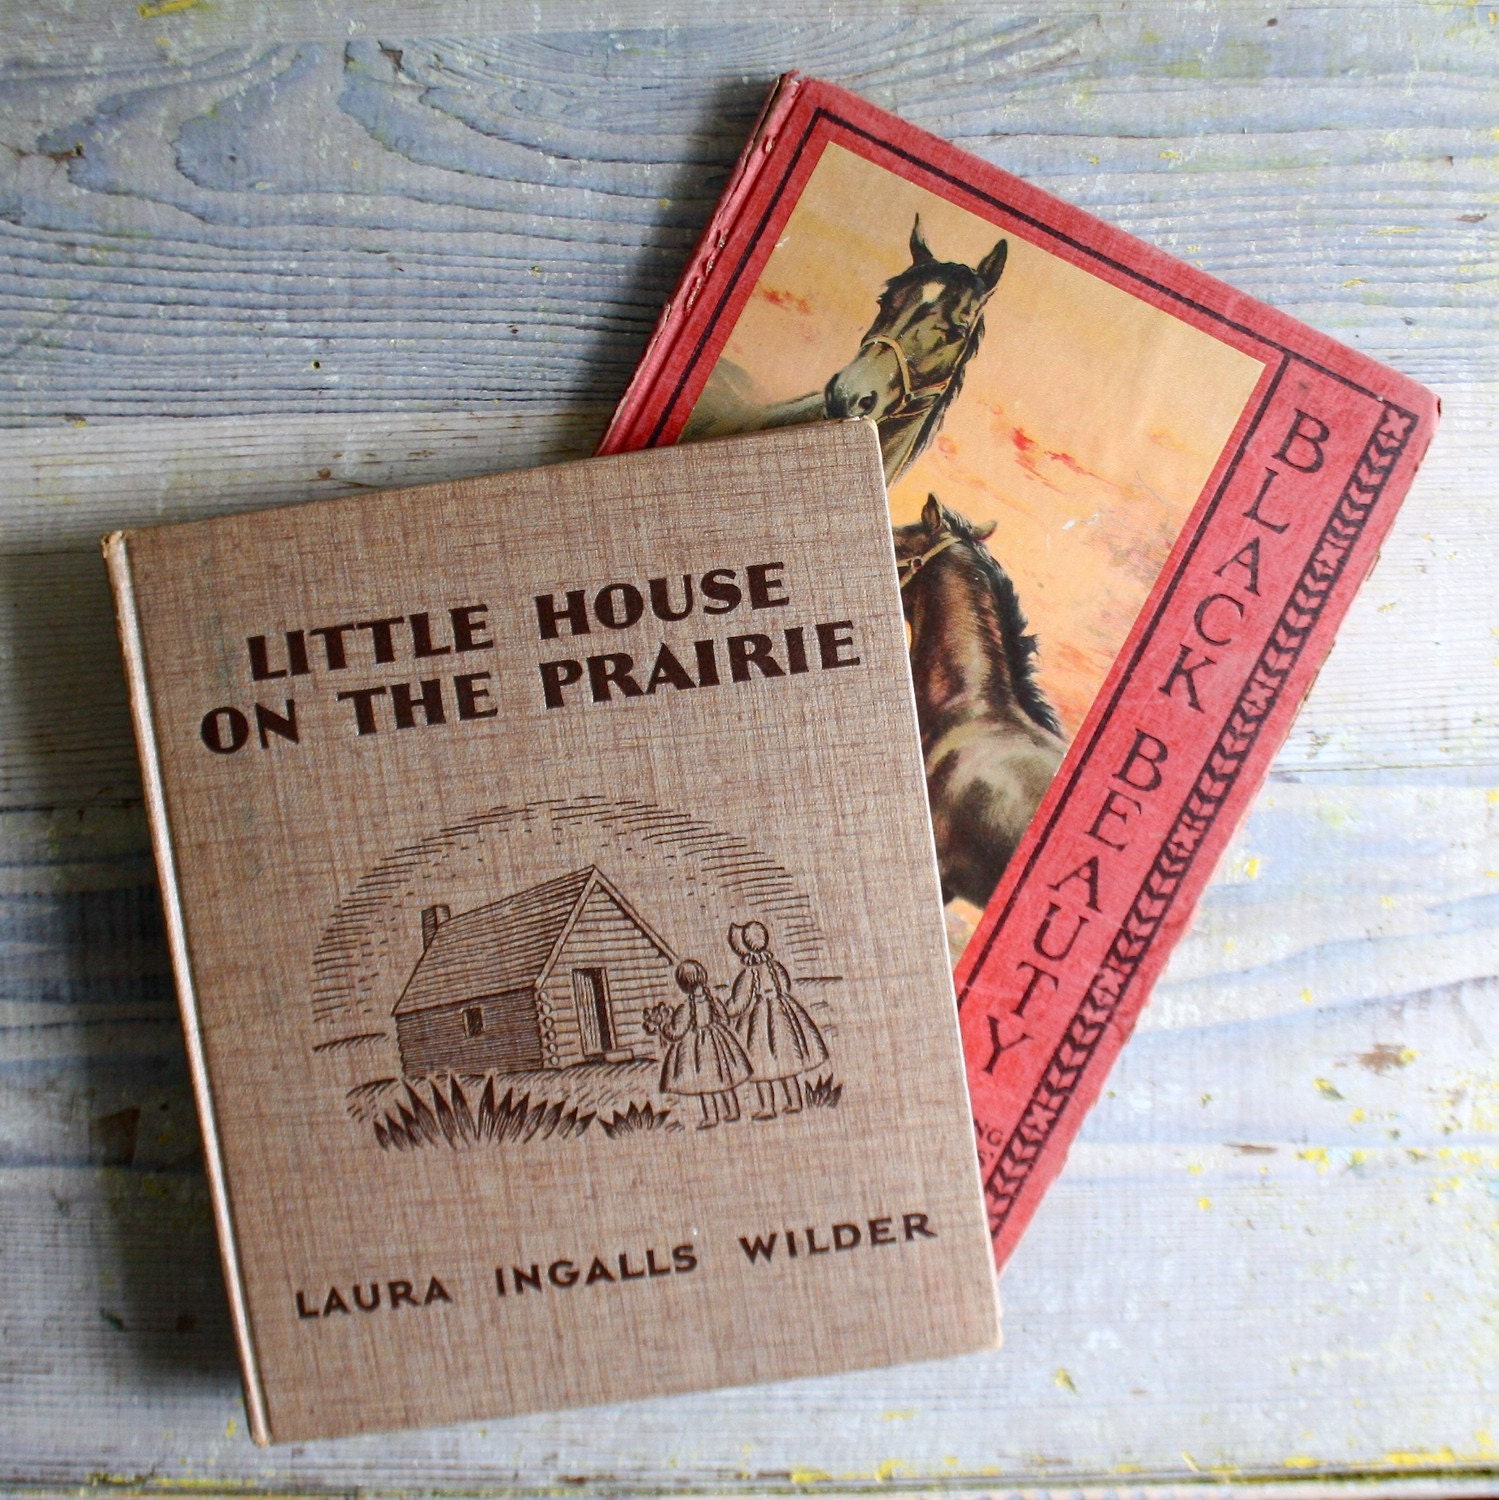 LITTLE HOUSE
ON THE PRAIRIE
LAURA INGALLS WILDER
BLACK BEAUTY